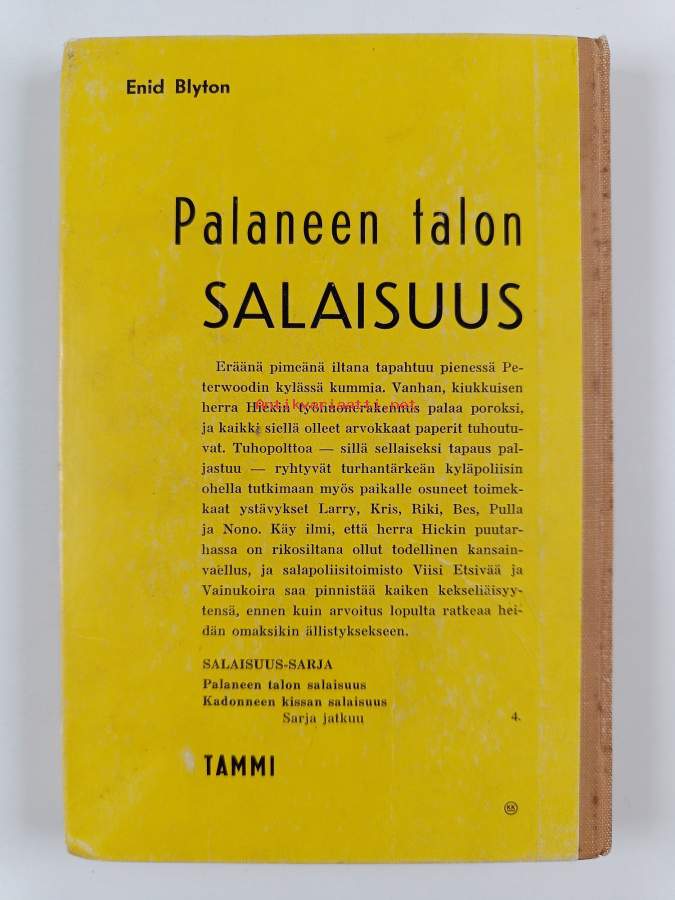 Enid Blyton
Palaneen talon
SALAISUUS
Eräänä pimeänä iltana tapahtuu pienessä Pe-
terwoodin kylässä kummia. Vanhan, kiukkuisen
antikvariaatti.net
herra Hickin työhuonerakennus palaa poroksi,
ja kaikki siellä olleet arvokkaat paperit tuhoutu-
vat. Tuhopolttoa — sillä sellaiseksi tapaus pal-
jastuu — ryhtyvät turhantärkeän kyläpoliisin
ohella tutkimaan myös paikalle osuneet toimek-
kaat ystävykset Larry, Kris, Riki, Bes, Pulla
ja Nono. Käy ilmi, että herra Hickin puutar-
hassa on rikosiltana ollut todellinen kansain-
vaellus, ja salapoliisitoimisto Viisi Etsivää ja
Vainukoira saa pinnistää kaiken kekseliäisyy-
tensä, ennen kuin arvoitus lopulta ratkeaa hei-
dän omaksikin ällistyksekseen.
SALAISUUS-SARJA
Palaneen talon salaisuus
Kadonneen kissan salaisuus
Sarja jatkuu 4.
TAMMI
KK